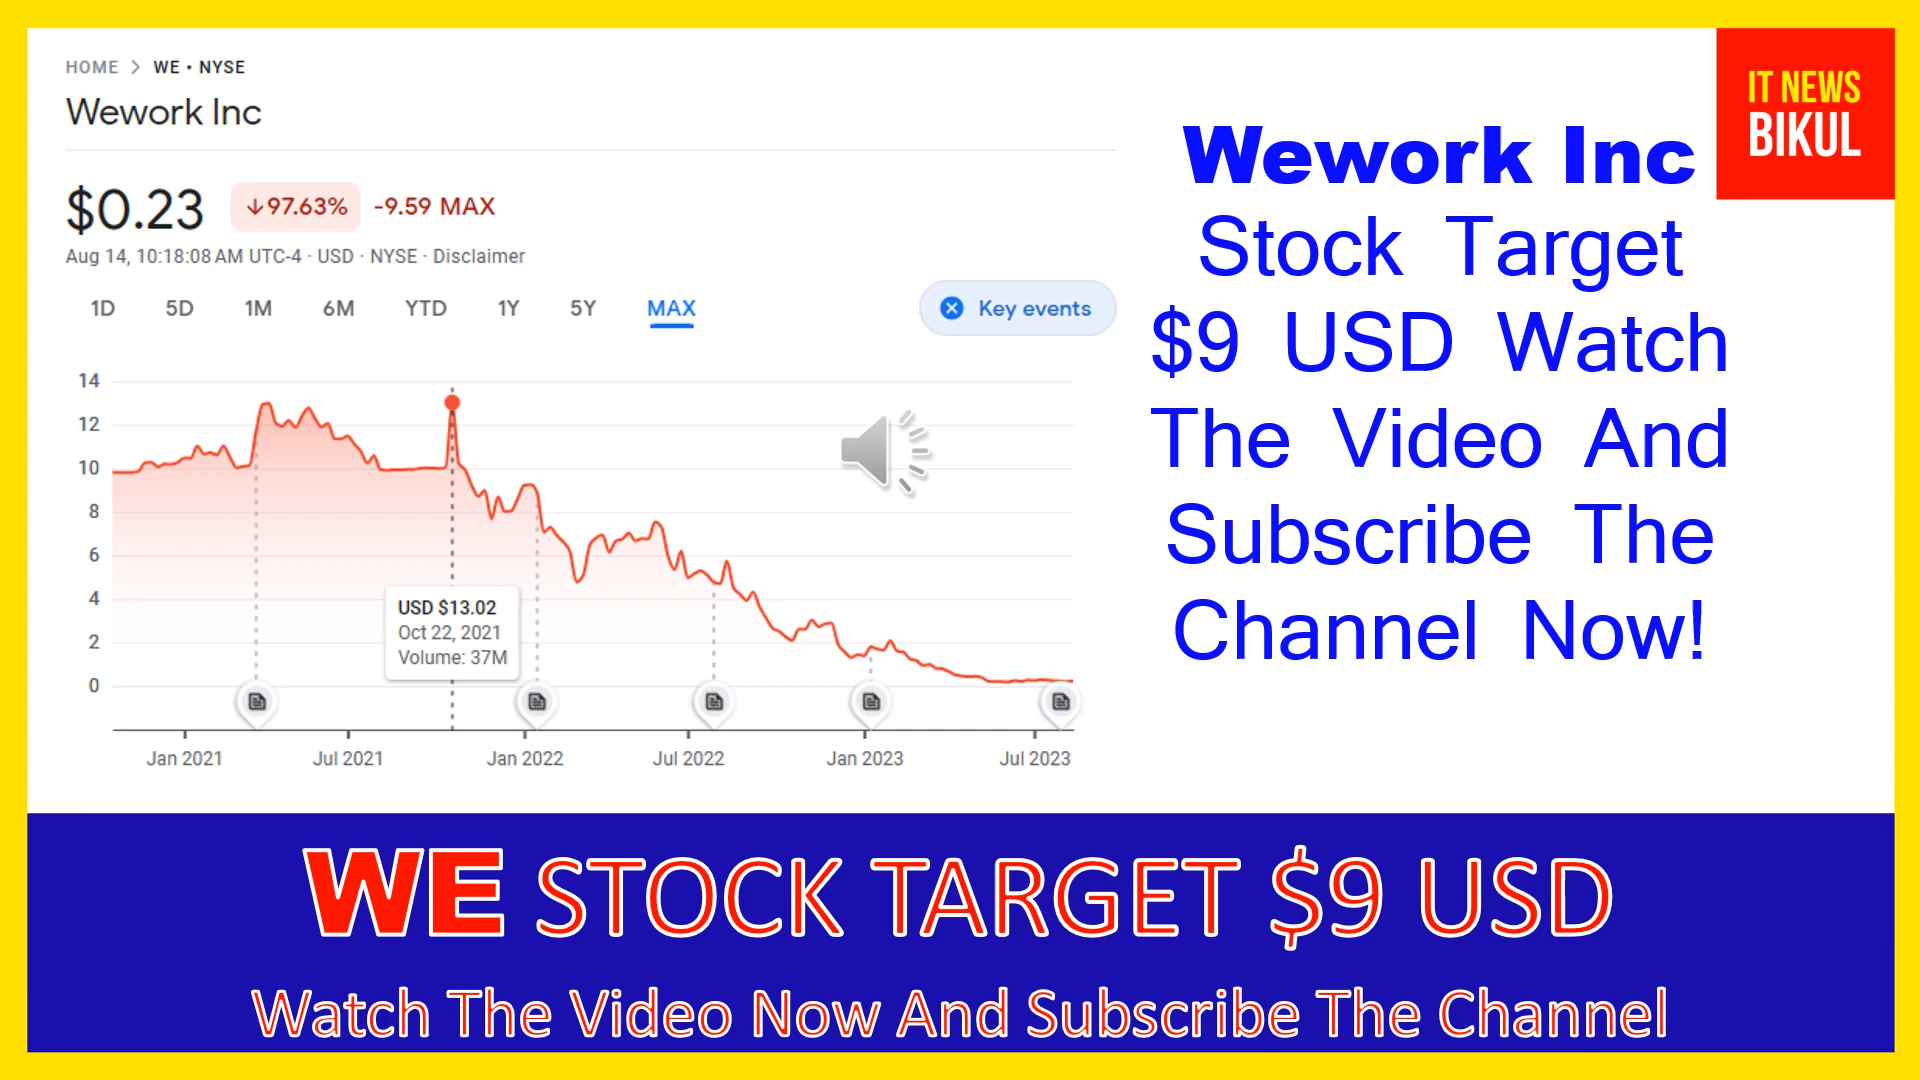 HOME > WE • NYSE
Wework Inc
$0.23 ↓97.63% -9.59 MAX
Aug 14, 10:18:08 AM UTC-4 · USD · NYSE · Disclaimer
1D 5D 1M 6M YTD 1Y 5Y MAX Key events
14
12
10
8
6
4
2
0
USD $13.02
Oct 22, 2021
Volume: 37M
Jan 2021 Jul 2021 Jan 2022 Jul 2022 Jan 2023 Jul 2023
IT NEWS
BIKUL
Wework Inc
Stock Target
$9 USD Watch
The Video And
Subscribe The
Channel Now!
WE STOCK TARGET $9 USD
Watch The Video Now And Subscribe The Channel